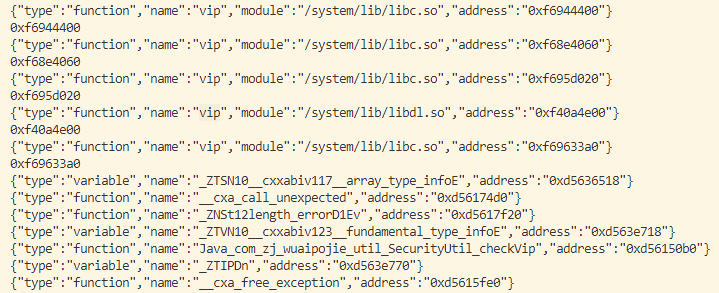 {"type":"function","name":"vip","module":"/system/lib/libc.so","address":"0xf6944400"}
0xf6944400
{"type":"function","name":"vip","module":"/system/lib/libc.so","address":"0xf68e4060"}
0xf68e4060
{"type":"function","name":"vip","module":"/system/lib/libc.so","address":"0xf695d020"}
0xf695d020
{"type":"function","name":"vip","module":"/system/lib/libdl.so","address":"0xf40a4e00"}
0xf40a4e00
{"type":"function","name":"vip","module":"/system/lib/libc.so","address":"0xf69633a0"}
0xf69633a0
{"type":"variable","name":"_ZTSN10__cxxabiv117__array_type_infoE","address":"0xd5636518"}
{"type":"function","name":"__cxa_call_unexpected","address":"0xd56174d0"}
{"type":"function","name":"_ZNSt12length_errorD1Ev","address":"0xd5617f20"}
{"type":"variable","name":"_ZTVN10__cxxabiv123__fundamental_type_infoE","address":"0xd563e718"}
{"type":"function","name":"Java_com_zj_wuaipojie_util_SecurityUtil_checkVip","address":"0xd56150b0"}
{"type":"variable","name":"_ZTIPDn","address":"0xd563e770"}
{"type":"function","name":"__cxa_free_exception","address":"0xd5615fe0"}